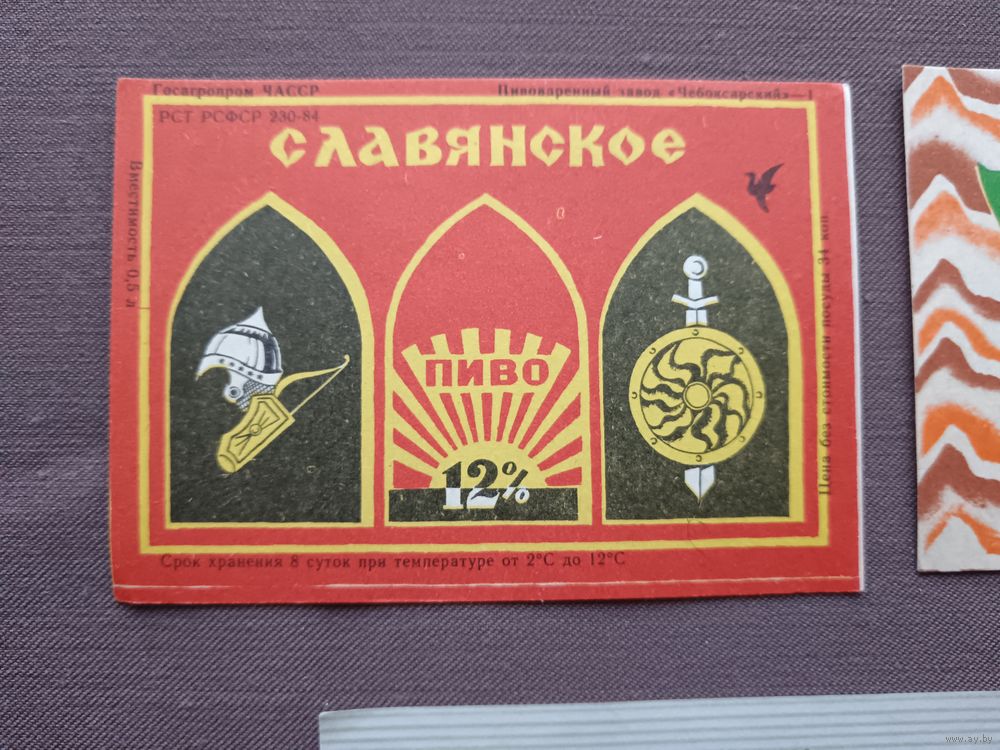 Госагропром ЧАССР
Пивоваренный завод «Чебоксарский»—1
РСТ РСФСР 230-84
СЛАВЯНСКОЕ
Вместимость 0,5 л
ПИВО
12%
Цена без стоимости посуды 34 коп.
Срок хранения 8 суток при температуре от 2°С до 12°С
www.ay.by